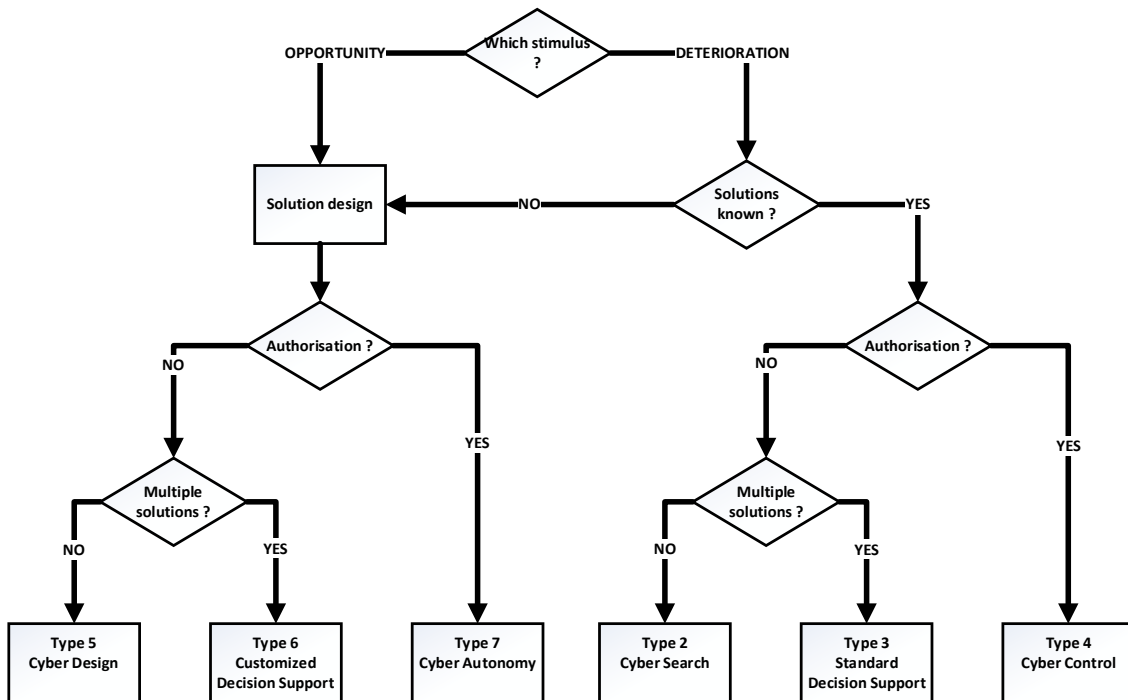 Which stimulus
?
OPPORTUNITY
DETERIORATION
Solution design
NO
Solutions
known ?
YES
Authorisation ?
NO
YES
Authorisation ?
NO
YES
Multiple
solutions ?
NO
YES
Multiple
solutions ?
NO
YES
Type 5
Cyber Design
Type 6
Customized
Decision Support
Type 7
Cyber Autonomy
Type 2
Cyber Search
Type 3
Standard
Decision Support
Type 4
Cyber Control